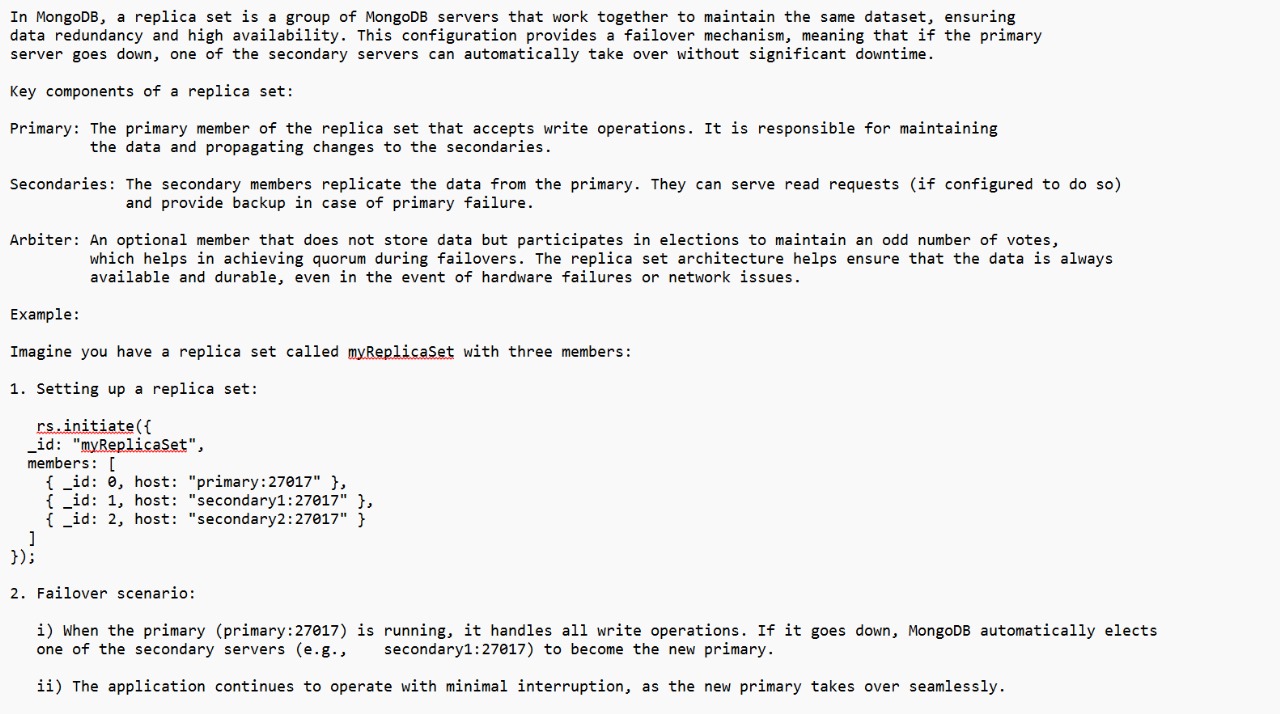 In MongoDB, a replica set is a group of MongoDB servers that work together to maintain the same dataset, ensuring
data redundancy and high availability. This configuration provides a failover mechanism, meaning that if the primary
server goes down, one of the secondary servers can automatically take over without significant downtime.
Key components of a replica set:
Primary: The primary member of the replica set that accepts write operations. It is responsible for maintaining
the data and propagating changes to the secondaries.
Secondaries: The secondary members replicate the data from the primary. They can serve read requests (if configured to do so)
and provide backup in case of primary failure.
Arbiter: An optional member that does not store data but participates in elections to maintain an odd number of votes,
which helps in achieving quorum during failovers. The replica set architecture helps ensure that the data is always
available and durable, even in the event of hardware failures or network issues.
Example:
Imagine you have a replica set called myReplicaSet with three members:
1. Setting up a replica set:
rs.initiate({
_id: "myReplicaSet",
members: [
{ _id: 0, host: "primary:27017" },
{ _id: 1, host: "secondary1:27017" },
{ _id: 2, host: "secondary2:27017" }
]
});
2. Failover scenario:
i) When the primary (primary:27017) is running, it handles all write operations. If it goes down, MongoDB automatically elects
one of the secondary servers (e.g.,    secondary1:27017) to become the new primary.
ii) The application continues to operate with minimal interruption, as the new primary takes over seamlessly.